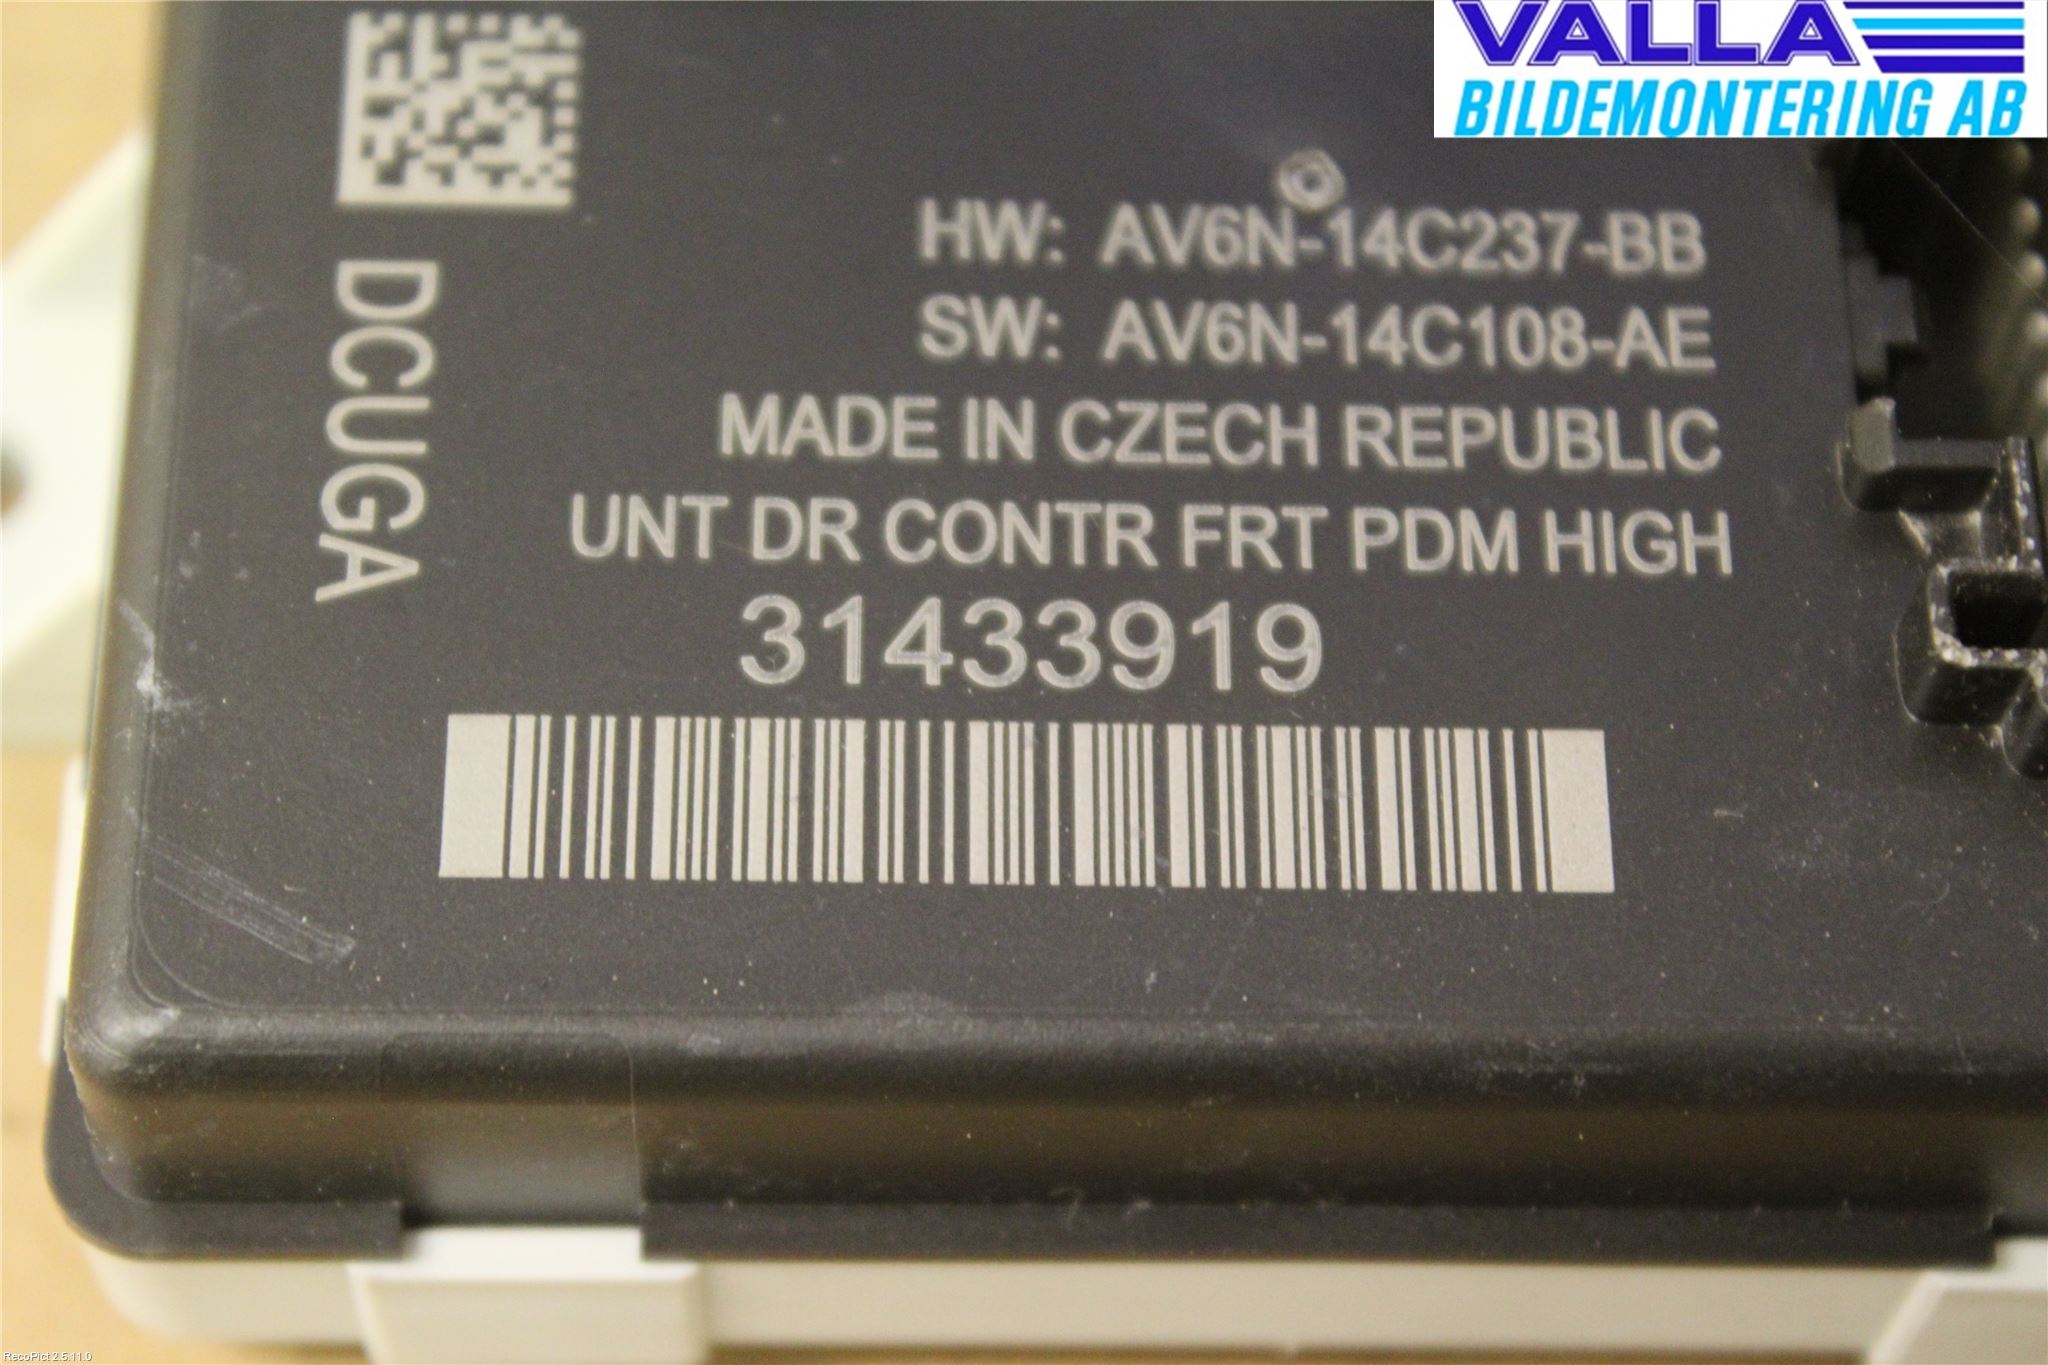 VALLA
BILDEMONTERING AB
DCUGA
HW: AV6N-14C237-BB
SW: AV6N-14C108-AE
MADE IN CZECH REPUBLIC
UNT DR CONTR FRT PDM HIGH
31433919
RecoPict 2.5.11.0